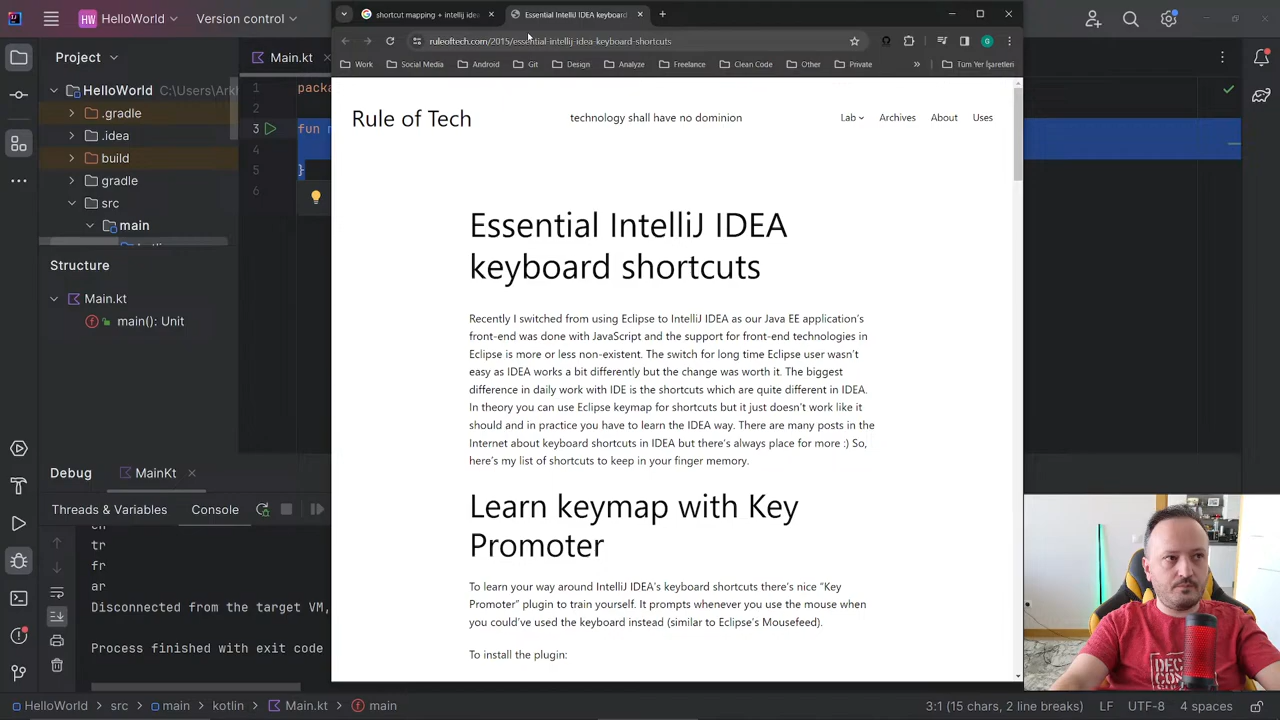 HW HelloWorld Version control
shortcut mapping + intellij idea
Essential IntelliJ IDEA keyboard
ruleoftech.com/2015/essential-intellij-idea-keyboard-shortcuts
G
Work Social Media Android Git Design Analyze Freelance Clean Code Other Private » Tüm Yer İşaretleri
Project
Main.kt
HelloWorld C:\Users\Arkh
.gradle
.idea
build
gradle
src
main
1
2
3
4
5
6
packa
fun
}
Structure
Main.kt
main(): Unit
Rule of Tech
technology shall have no dominion
Lab Archives About Uses
Essential IntelliJ IDEA
keyboard shortcuts
Recently I switched from using Eclipse to IntelliJ IDEA as our Java EE application's
front-end was done with JavaScript and the support for front-end technologies in
Eclipse is more or less non-existent. The switch for long time Eclipse user wasn't
easy as IDEA works a bit differently but the change was worth it. The biggest
difference in daily work with IDE is the shortcuts which are quite different in IDEA.
In theory you can use Eclipse keymap for shortcuts but it just doesn't work like it
should and in practice you have to learn the IDEA way. There are many posts in the
Internet about keyboard shortcuts in IDEA but there's always place for more :) So,
here's my list of shortcuts to keep in your finger memory.
Learn keymap with Key
Promoter
To learn your way around IntelliJ IDEA's keyboard shortcuts there's nice "Key
Promoter" plugin to train yourself. It prompts whenever you use the mouse when
you could've used the keyboard instead (similar to Eclipse's Mousefeed).
To install the plugin:
Debug MainKt
Threads & Variables Console
tr
fr
ar
Disconnected from the target VM,
Process finished with exit code
HelloWorld > src > main > kotlin > Main.kt > main
3:1 (15 chars, 2 line breaks) LF UTF-8 4 spaces